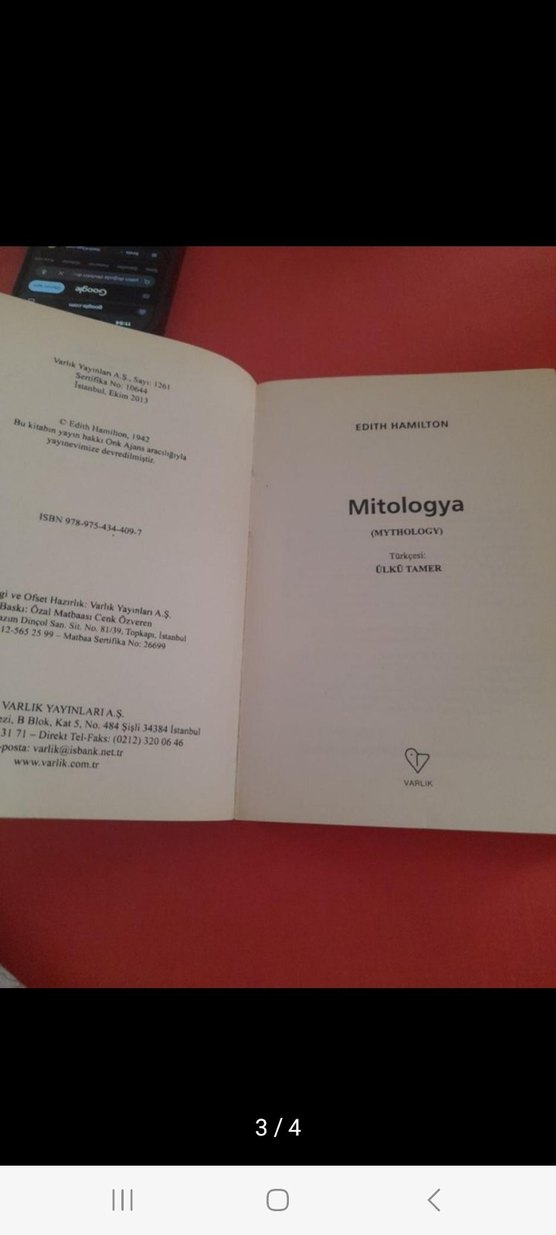 Varlık Yayınları A.Ş., Sayı: 1261
Sertifika No: 10644
İstanbul, Ekim 2013
© Edith Hamilton, 1942
Bu kitabın yayın hakkı Onk Ajans aracılığıyla
yayınevimize devredilmiştir.
ISBN 978-975-434-409-7
gi ve Ofset Hazırlık: Varlık Yayınları A.Ş.
Baskı: Özal Matbaası Cenk Özveren
azım Dinçol San. Sit. No. 81/39, Topkapı, İstanbul
12-565 25 99 – Matbaa Sertifika No: 26699
VARLIK YAYINLARI A.Ş.
ezi, B Blok, Kat 5, No. 484 Şişli 34384 İstanbul
31 71 – Direkt Tel-Faks: (0212) 320 06 46
posta: varlik@isbank.net.tr
www.varlik.com.tr
EDITH HAMILTON
Mitologya
(MYTHOLOGY)
Türkçesi:
ÜLKÜ TAMER
VARLIK
Google
google.com
11:54
3 / 4